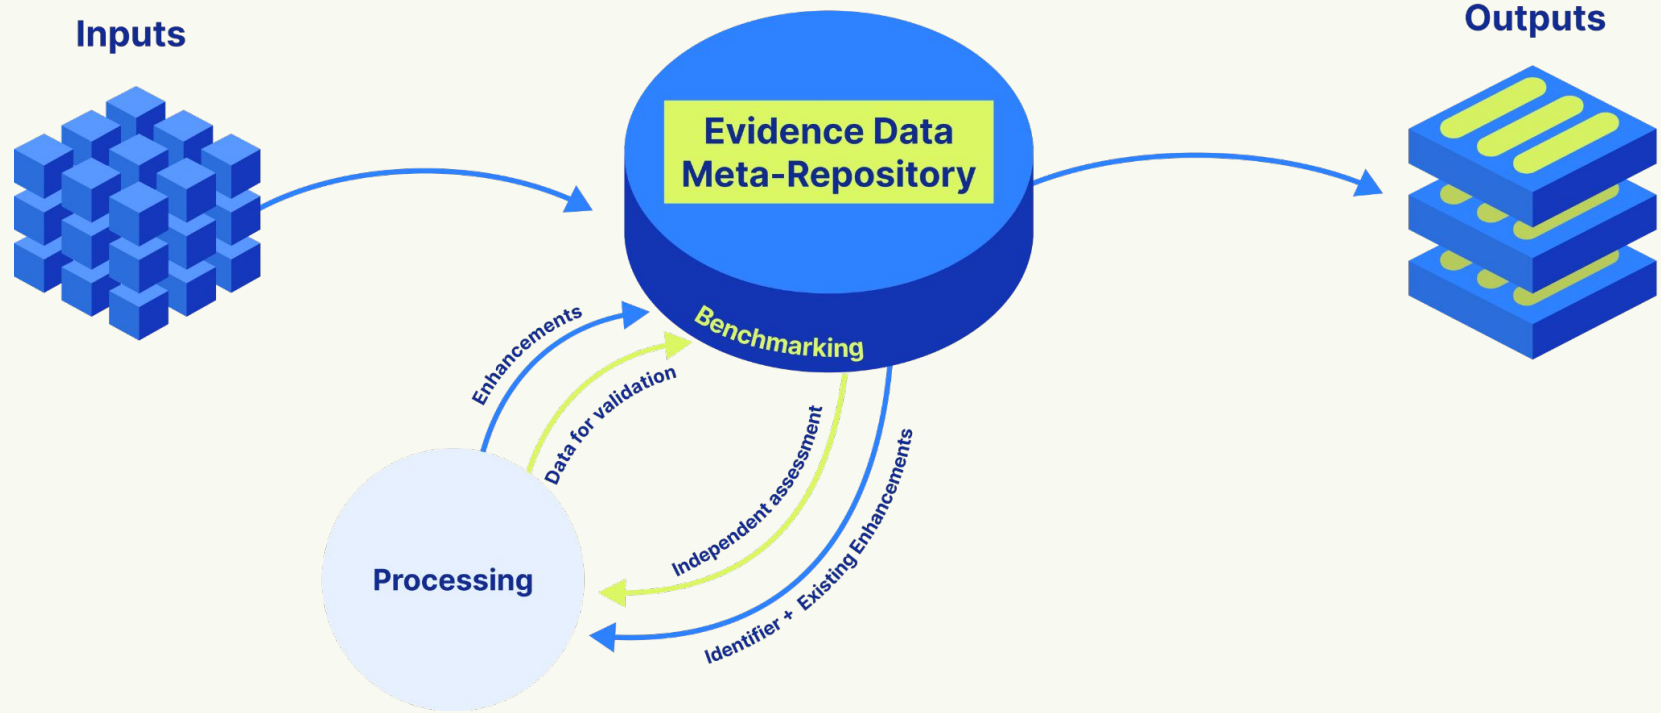 Inputs
Outputs
Evidence Data
Meta-Repository
Benchmarking
Enhancements
Data for validation
Independent assessment
Identifier + Existing Enhancements
Processing